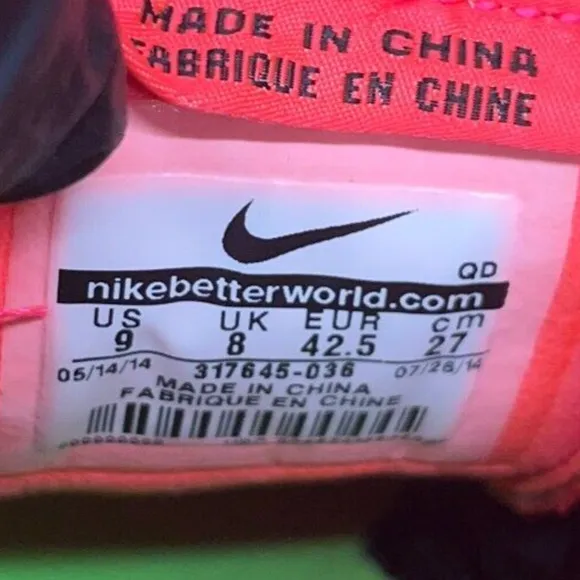 MADE IN CHINA
FABRIQUE EN CHINE
QD
nikebetterworld.com
US UK EUR cm
9 8 42.5 27
05/14/14 317645-036 07/28/14
MADE IN CHINA
FABRIQUE EN CHINE